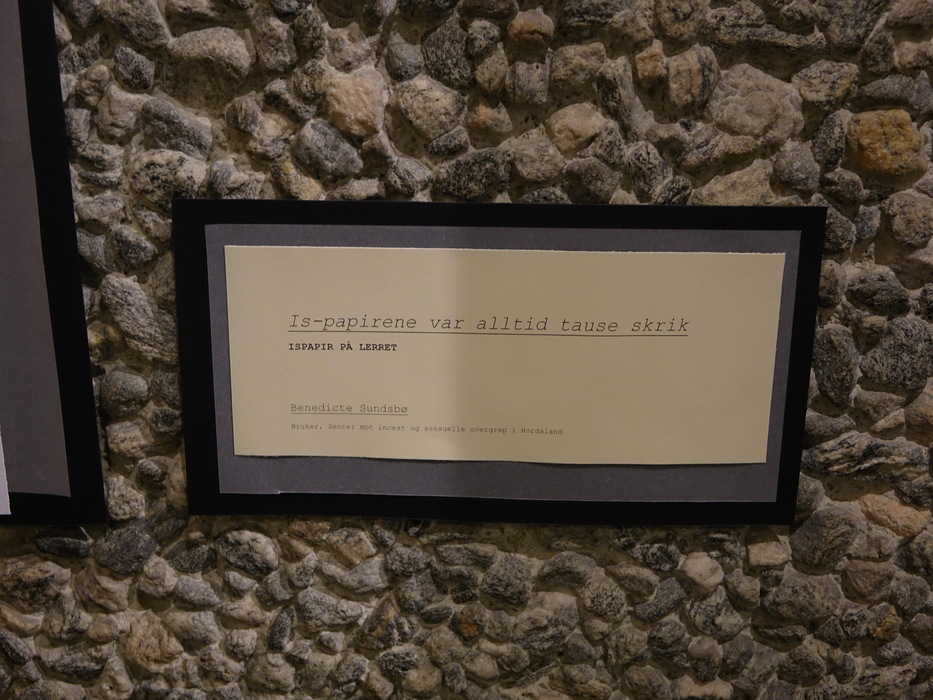 Is-papirene var alltid tause skrik
ISPAPIR PÅ LERRET
Benedicte Sundsbø
Bruker, Senter mot incest og seksuelle overgrep i Hordaland